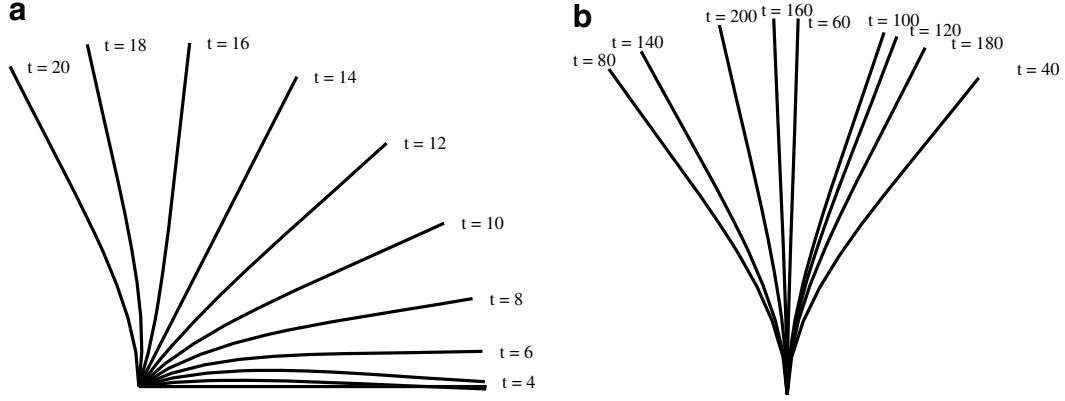 a
t = 18
t = 16
t = 20
t = 14
t = 12
t = 10
t = 8
t = 6
t = 4
b
t = 200
t = 160
t = 60
t = 100
t = 120
t = 140
t = 180
t = 80
t = 40